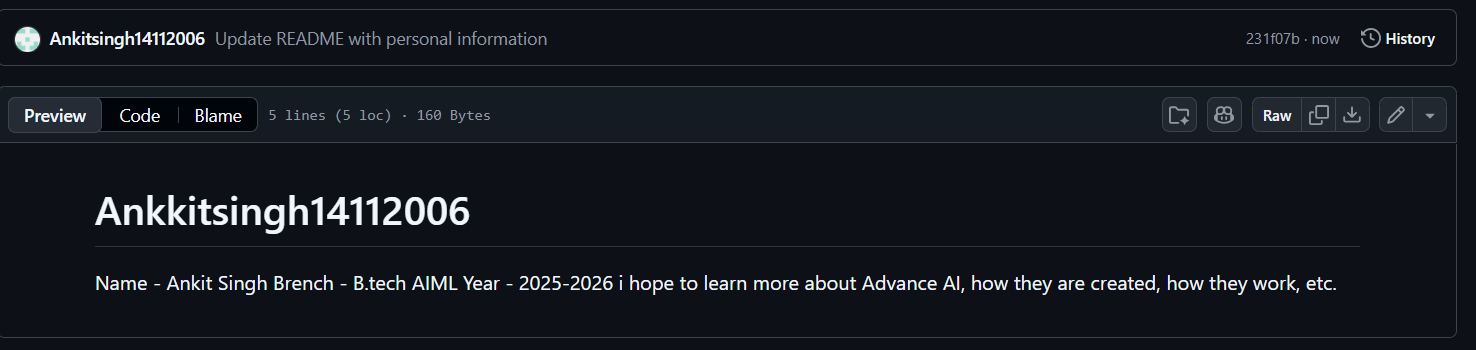 Ankitsingh14112006 Update README with personal information 231f07b · now History
Preview Code Blame 5 lines (5 loc) · 160 Bytes Raw
Ankkitsingh14112006
Name - Ankit Singh Brench - B.tech AIML Year - 2025-2026 i hope to learn more about Advance AI, how they are created, how they work, etc.